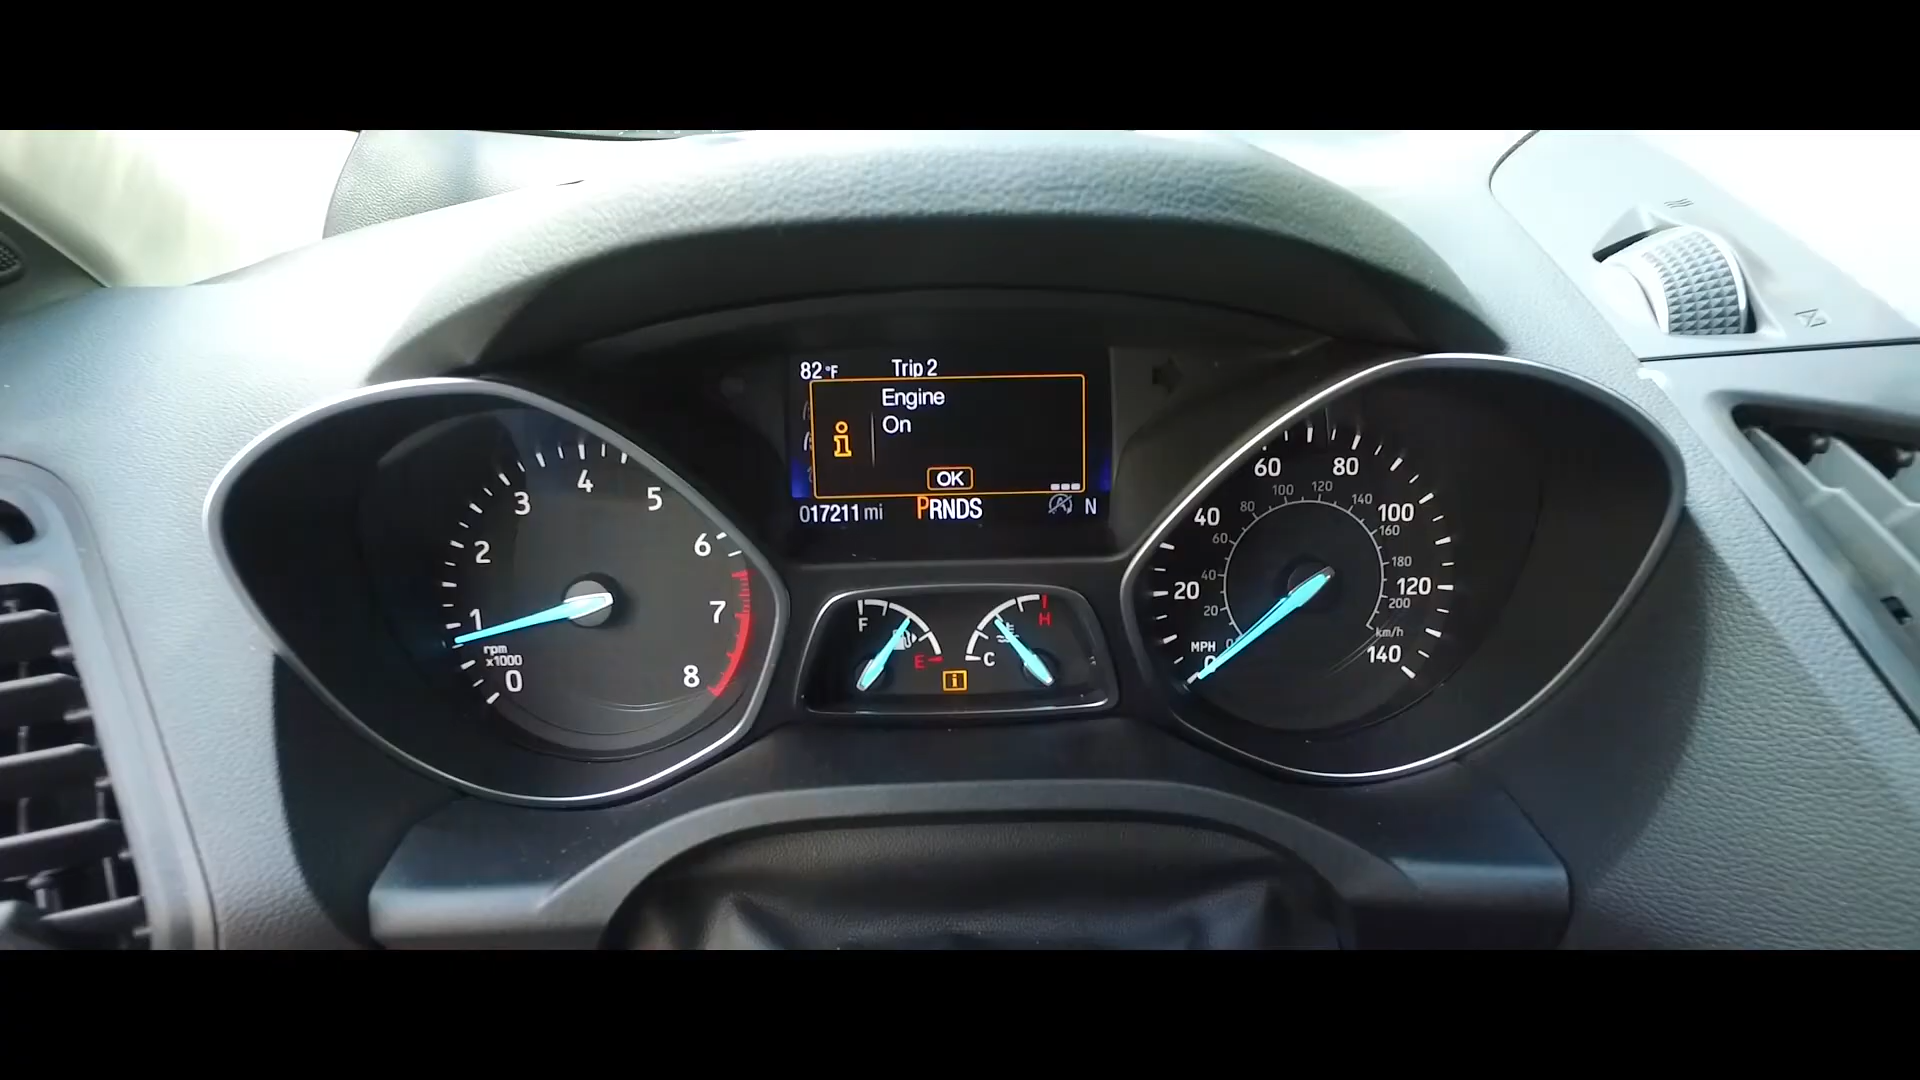 82 °F Trip 2
Engine
On
OK
017211 mi PRNDS N
0 1 2 3 4 5 6 7 8
rpm
x1000
F E
C H
0 20 40 60 80 100 120 140
MPH
0 20 40 60 80 100 120 140 160 180 200
km/h